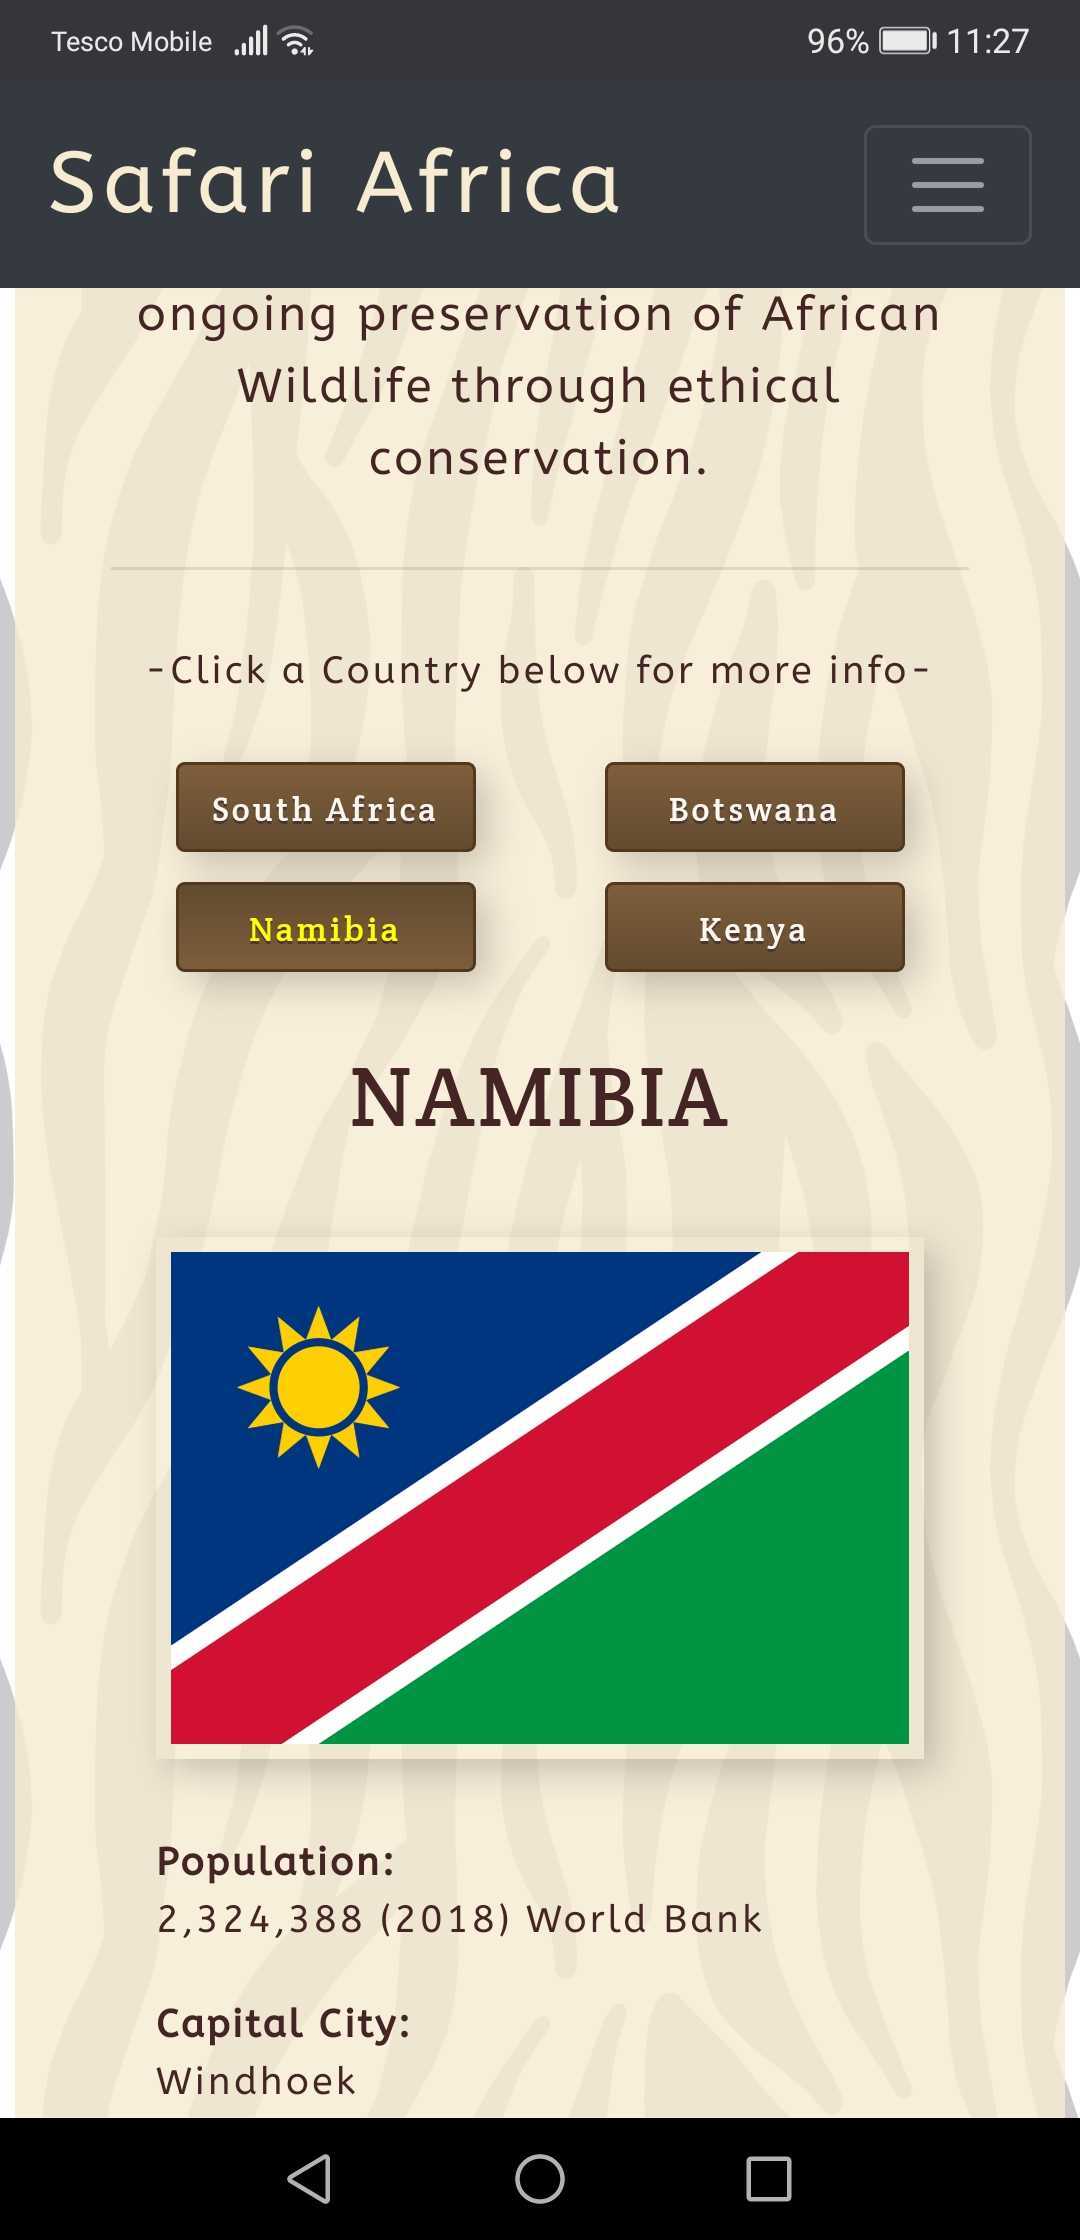 Tesco Mobile 96% 11:27
Safari Africa
ongoing preservation of African
Wildlife through ethical
conservation.
-Click a Country below for more info-
South Africa Botswana
Namibia Kenya
NAMIBIA
Population:
2,324,388 (2018) World Bank
Capital City:
Windhoek